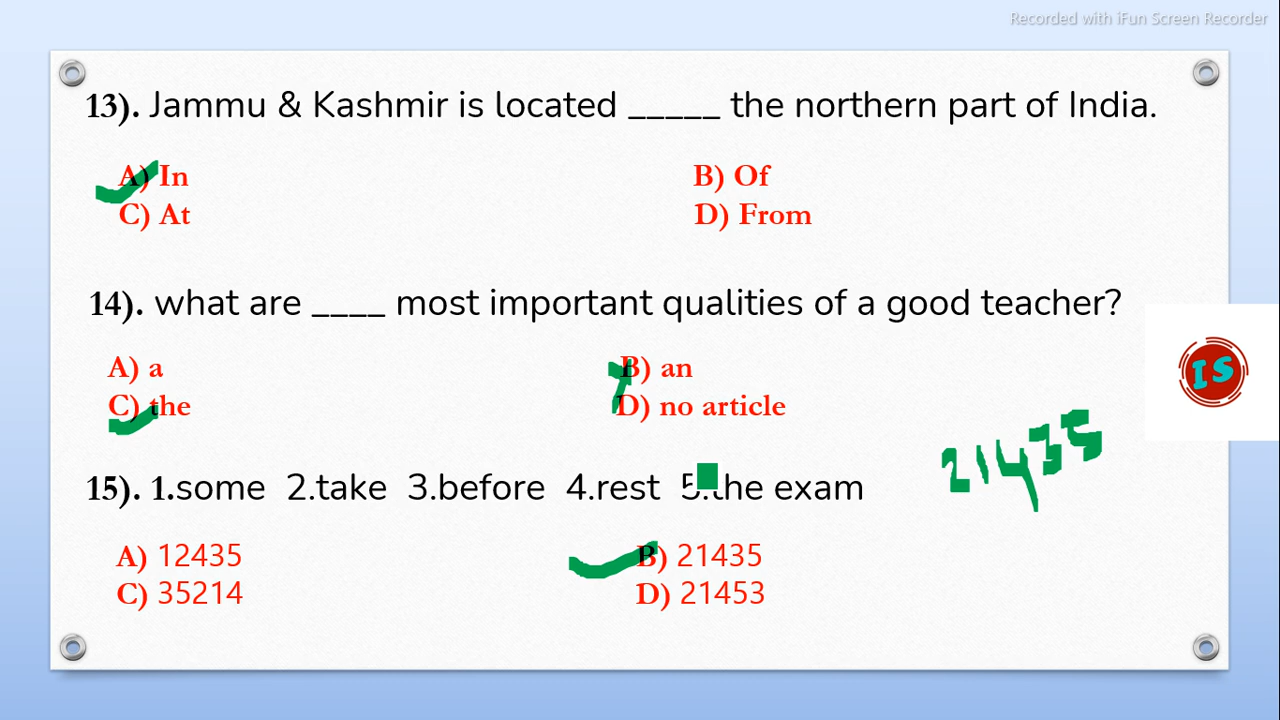 Recorded with iFun Screen Recorder
13). Jammu & Kashmir is located _____ the northern part of India.
A) In B) Of
C) At D) From
14). what are ____ most important qualities of a good teacher?
A) a B) an
C) the D) no article
IS
15). 1.some 2.take 3.before 4.rest 5.the exam
21435
A) 12435 B) 21435
C) 35214 D) 21453